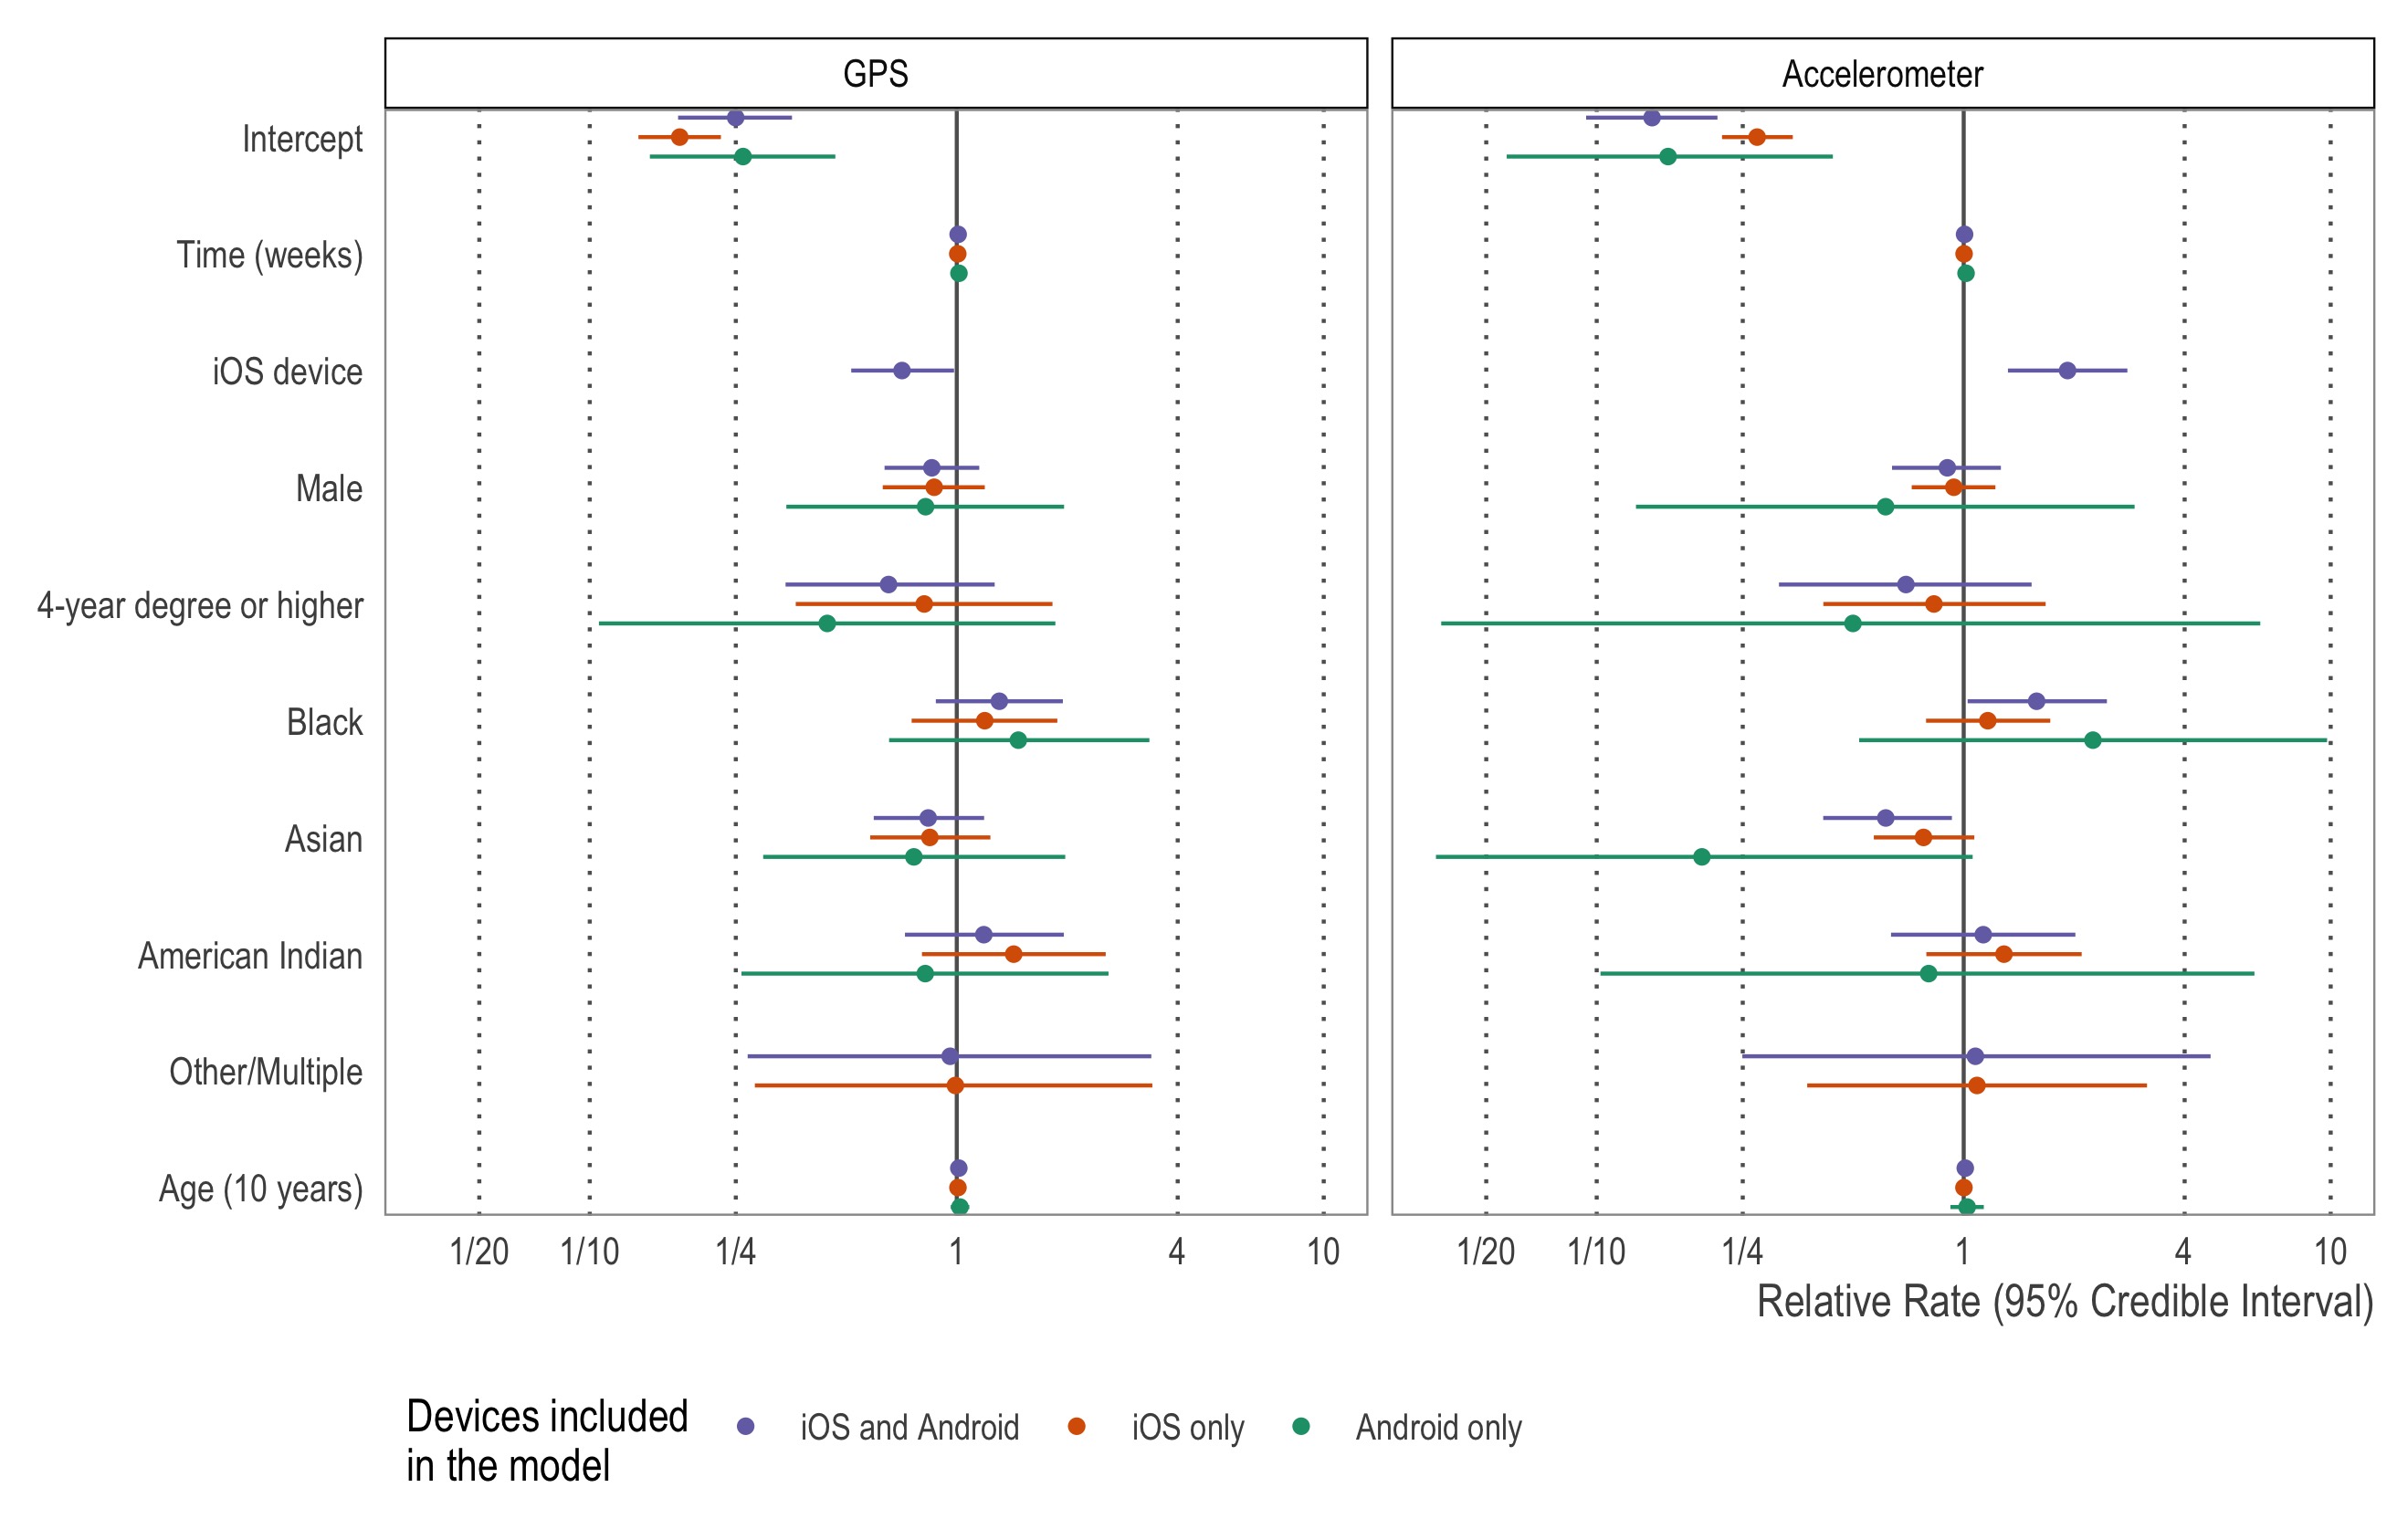 GPS
Accelerometer
Intercept
Time (weeks)
iOS device
Male
4-year degree or higher
Black
Asian
American Indian
Other/Multiple
Age (10 years)
1/20 1/10 1/4 1 4 10
1/20 1/10 1/4 1 4 10
Relative Rate (95% Credible Interval)
Devices included
in the model
iOS and Android
iOS only
Android only